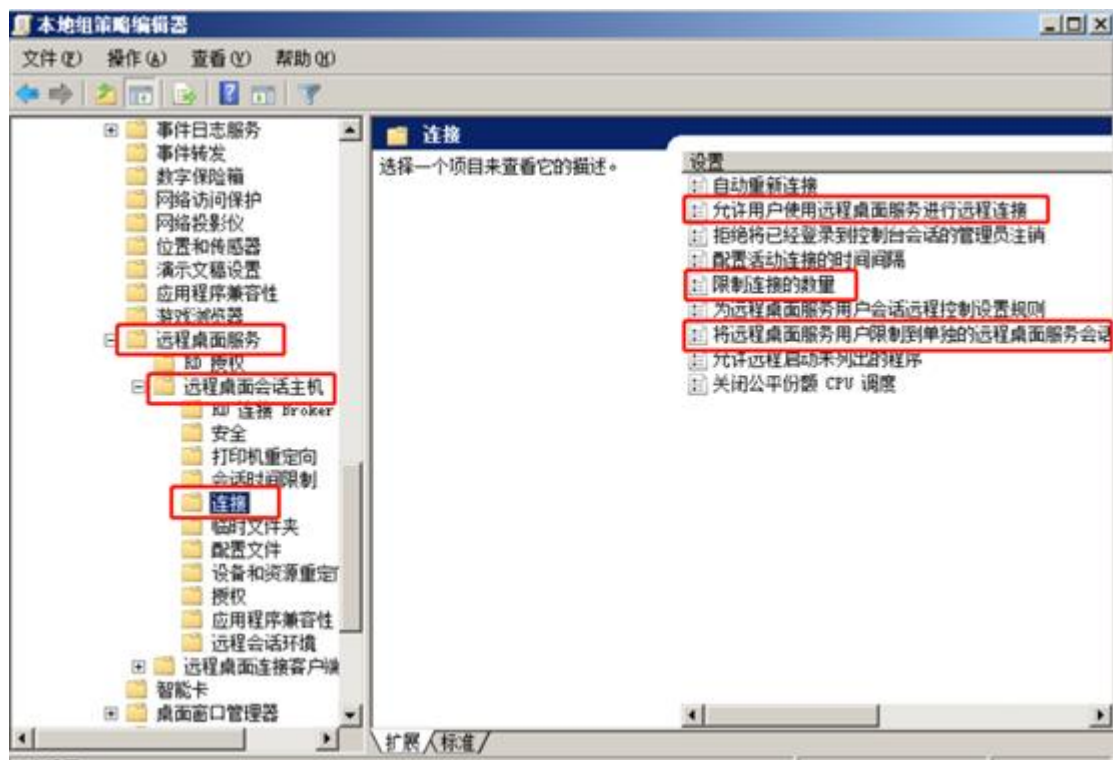 本地组策略编辑器
文件(F) 操作(A) 查看(V) 帮助(H)
事件日志服务
事件转发
数字保险箱
网络访问保护
网络投影仪
位置和传感器
演示文稿设置
应用程序兼容性
游戏浏览器
远程桌面服务
RD 授权
远程桌面会话主机
RD 连接 Broker
安全
打印机重定向
会话时间限制
连接
临时文件夹
配置文件
设备和资源重定
授权
应用程序兼容性
远程会话环境
远程桌面连接客户端
智能卡
桌面窗口管理器
连接
选择一个项目来查看它的描述。
设置
自动重新连接
允许用户使用远程桌面服务进行远程连接
拒绝将已经登录到控制台会话的管理员注销
配置活动连接的时间间隔
限制连接的数量
为远程桌面服务用户会话远程控制设置规则
将远程桌面服务用户限制到单独的远程桌面服务会话
允许远程启动未列出的程序
关闭公平份额 CPU 调度
扩展 标准